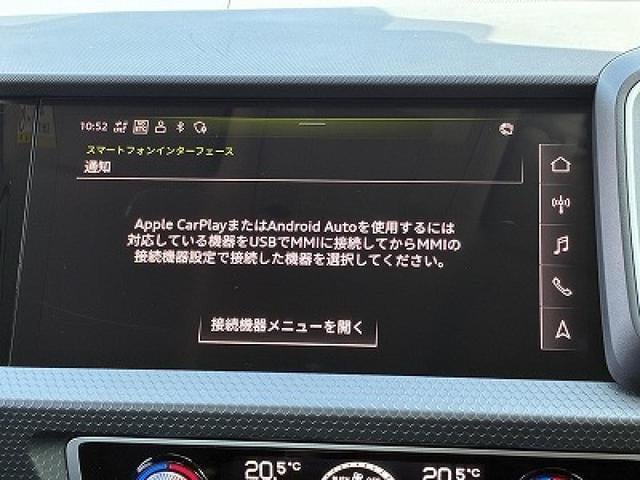 10:52
スマートフォンインターフェース
通知
Apple CarPlayまたはAndroid Autoを使用するには
対応している機器をUSBでMMIに接続してからMMIの
接続機器設定で接続した機器を選択してください。
接続機器メニューを開く
20.5°C
20.5°C